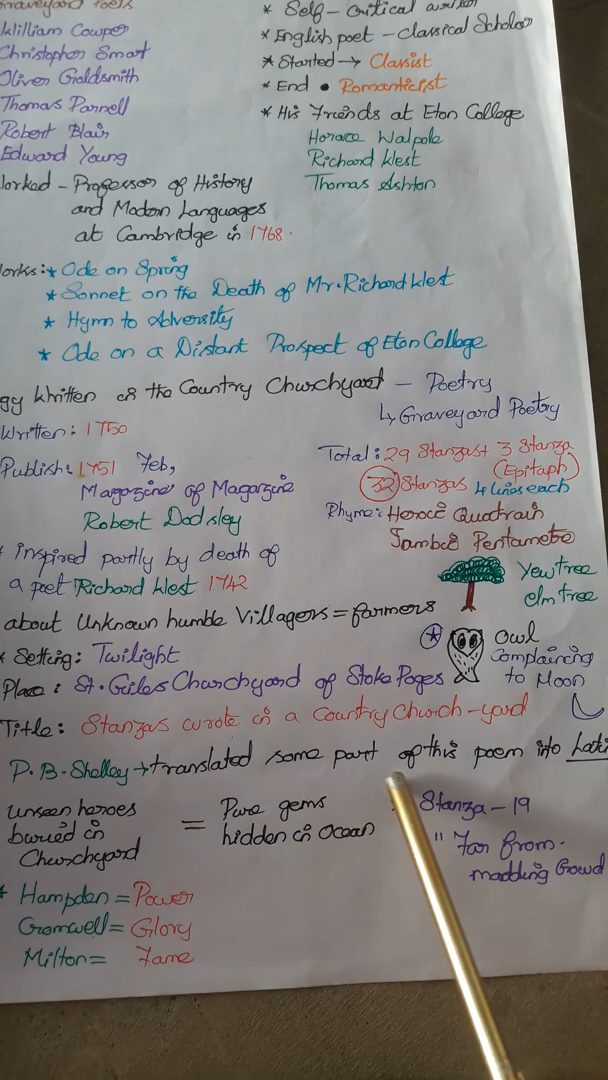 Graveyard Poets
William Cowper
Christopher Smart
Oliver Goldsmith
Thomas Parnell
Robert Blair
Edward Young
* Self-Critical writer
* English poet - Classical Scholar
* Started → Classist
* End • Romanticist
* His Friends at Eton College
Horace Walpole
Richard West
Thomas Ashton
Worked - Professor of History
and Modern Languages
at Cambridge in 1768.
Works: * Ode on Spring
* Sonnet on the Death of Mr. Richard West
* Hymn to Adversity
* Ode on a Distant Prospect of Eton College
gy Written in the Country Churchyard - Poetry
↳ Graveyard Poetry
Written: 1750
Publish: 1751 Feb,
Magazine of Magazine
Robert Dodsley
Total: 29 Stanzas + 3 Stanza
(Epitaph)
32 Stanzas 4 lines each
Rhyme: Heroic Quatrain
Iambic Pentametre
* inspired partly by death of
a poet Richard West 1742
Yew tree
elm tree
about Unknown humble Villagers = farmers
* Setting: Twilight
* Owl
Complaining
to Moon
Place: St. Giles Churchyard of Stoke Poges
Title: Stanzas wrote in a Country Church-yard
P.B. Shelley → translated some part of this poem into Lati
unseen heroes
buried in
Churchyard
=
Pure gems
hidden in Ocean
Stanza - 19
" Far from.
madding Crowd
* Hampden = Power
Cromwell = Glory
Milton = Fame